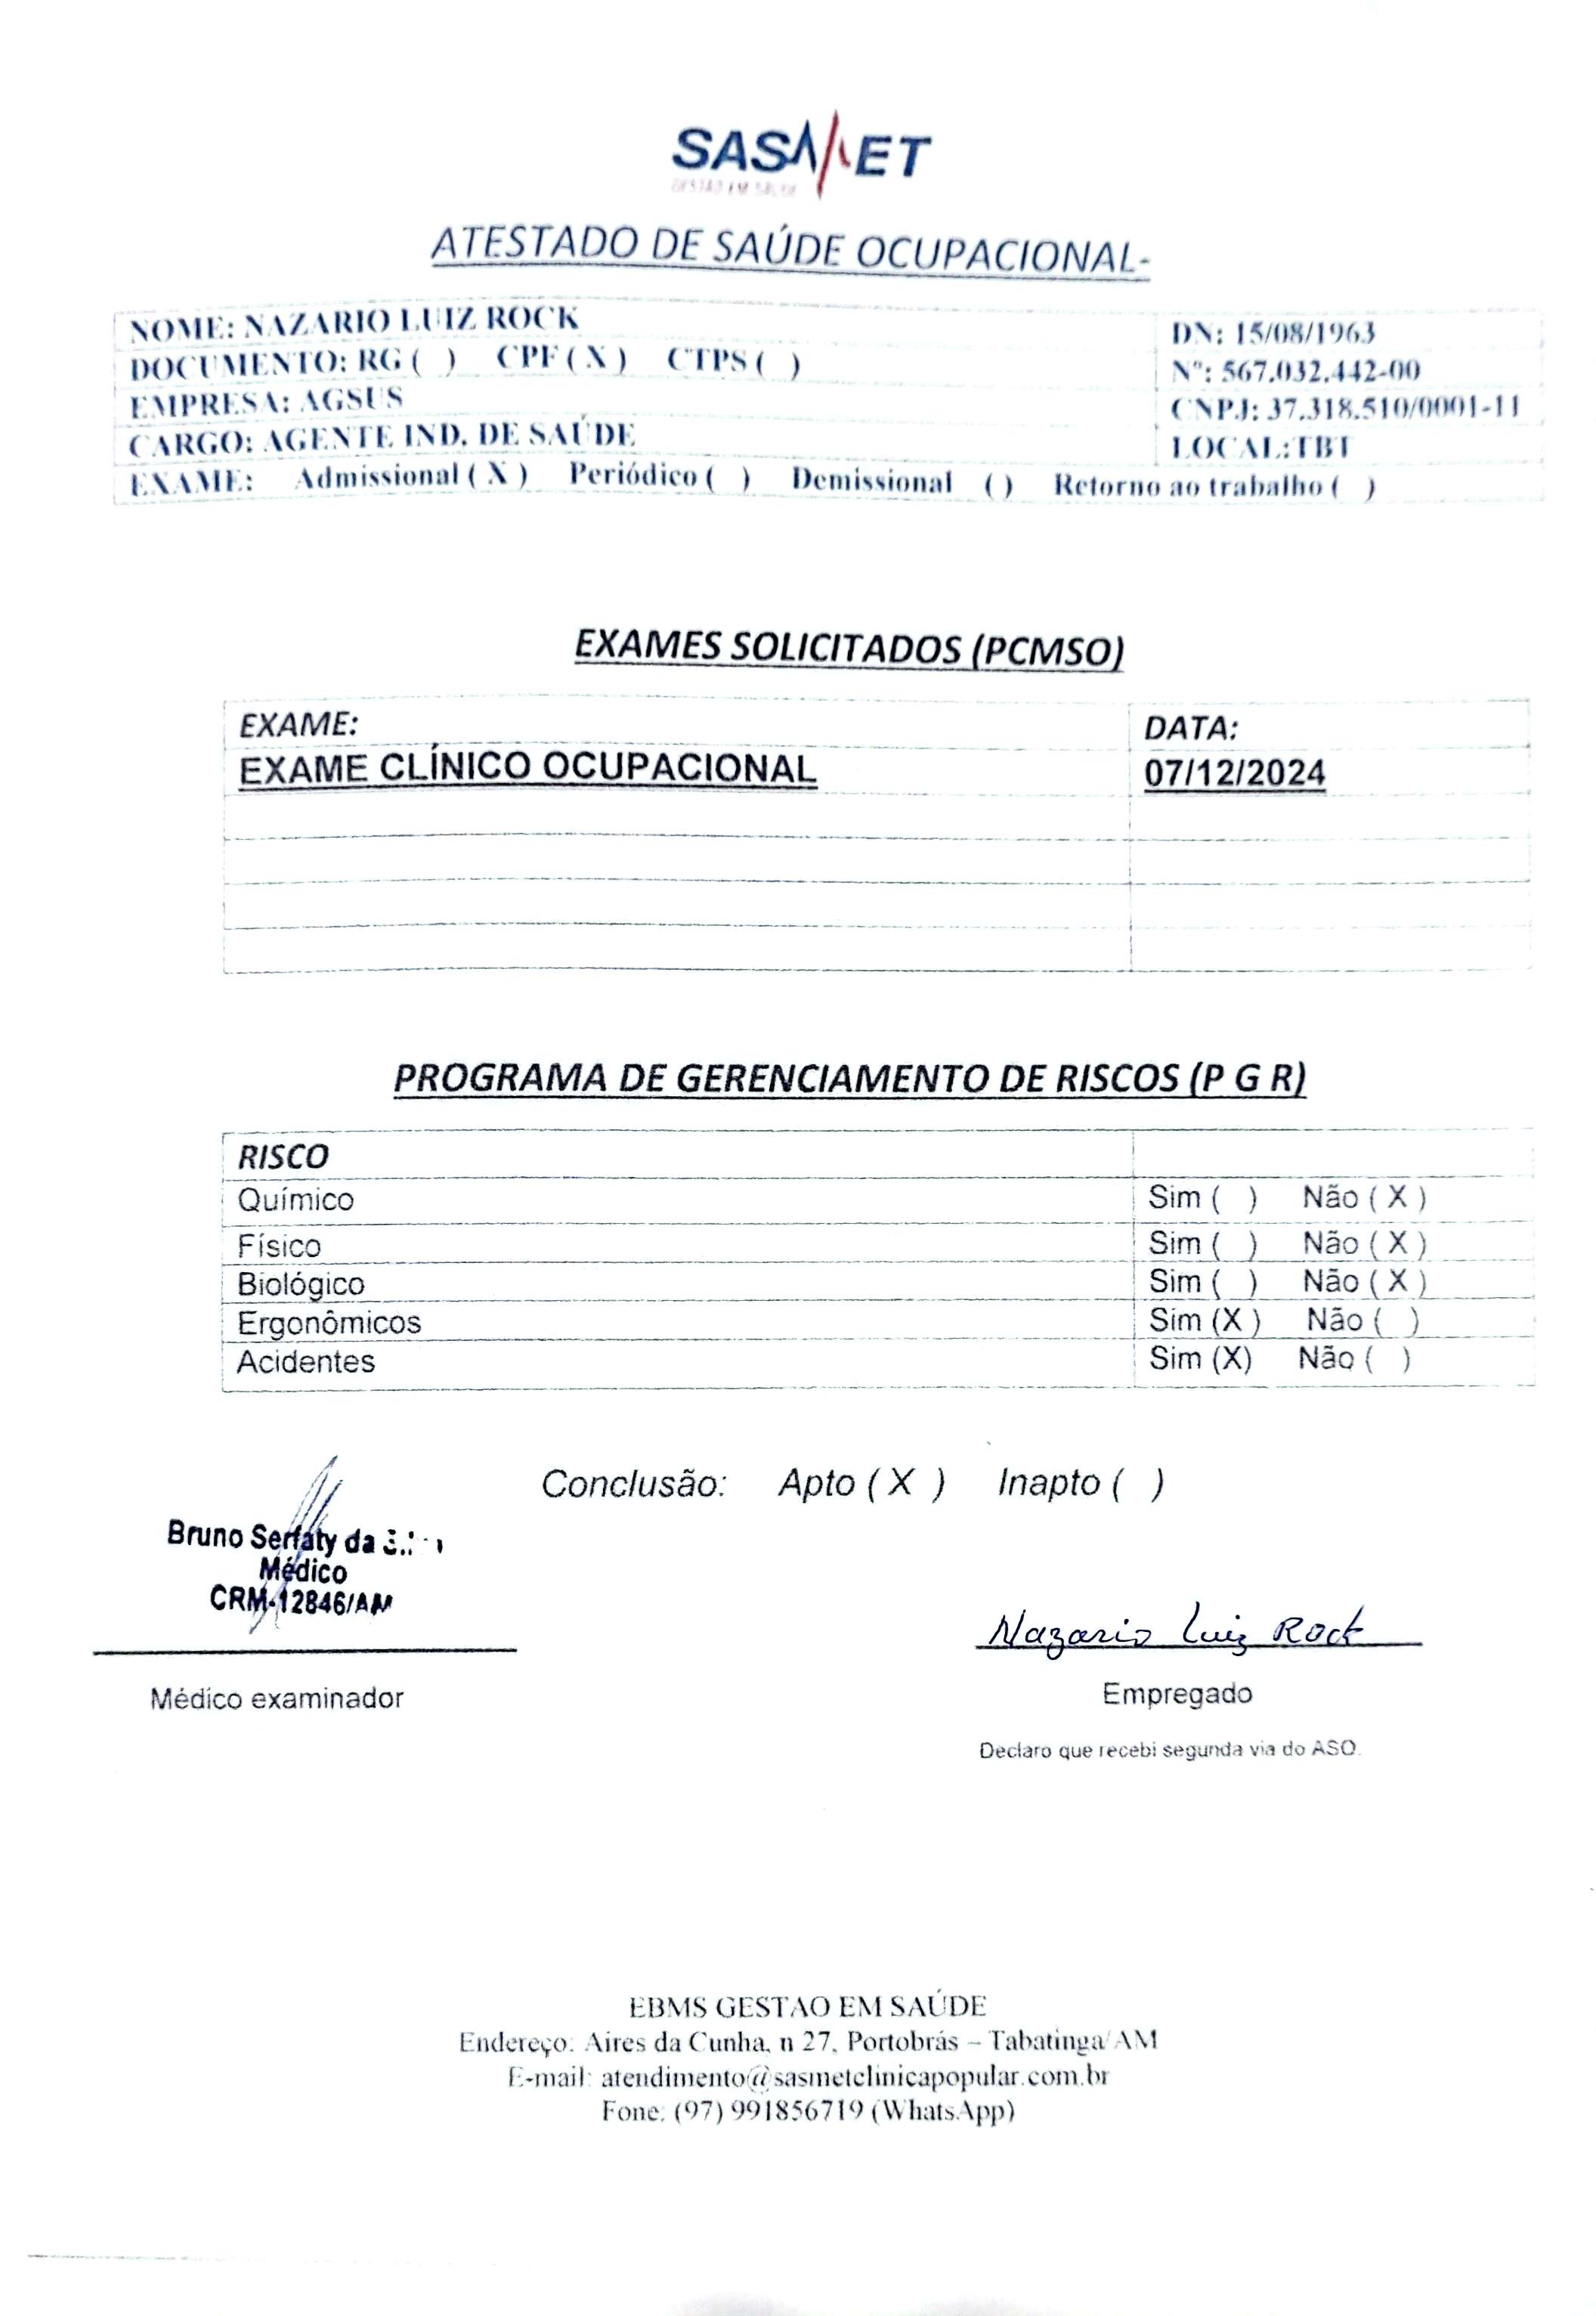 SASMET
GESTÃO EM SAÚDE
ATESTADO DE SAÚDE OCUPACIONAL-
NOME: NAZARIO LUIZ ROCK DN: 15/08/1963
DOCUMENTO: RG ( ) CPF ( X ) CTPS ( ) Nº: 567.032.442-00
EMPRESA: AGSUS CNPJ: 37.318.510/0001-11
CARGO: AGENTE IND. DE SAÚDE LOCAL:TBT
EXAME: Admissional ( X ) Periódico ( ) Demissional ( ) Retorno ao trabalho ( )
EXAMES SOLICITADOS (PCMSO)
EXAME: DATA:
EXAME CLÍNICO OCUPACIONAL 07/12/2024
PROGRAMA DE GERENCIAMENTO DE RISCOS (P G R)
RISCO
Químico Sim ( ) Não ( X )
Físico Sim ( ) Não ( X )
Biológico Sim ( ) Não ( X )
Ergonômicos Sim (X ) Não ( )
Acidentes Sim (X) Não ( )
Conclusão: Apto ( X ) Inapto ( )
Bruno Serfaty da
Médico
CRM-12846/AM
Nazario Luiz Rock
Médico examinador
Empregado
Declaro que recebi segunda via do ASO.
EBMS GESTAO EM SAÚDE
Endereço: Aires da Cunha, n 27, Portobrás – Tabatinga/AM
E-mail: atendimento@sasmetclinicapopular.com.br
Fone: (97) 991856719 (WhatsApp)